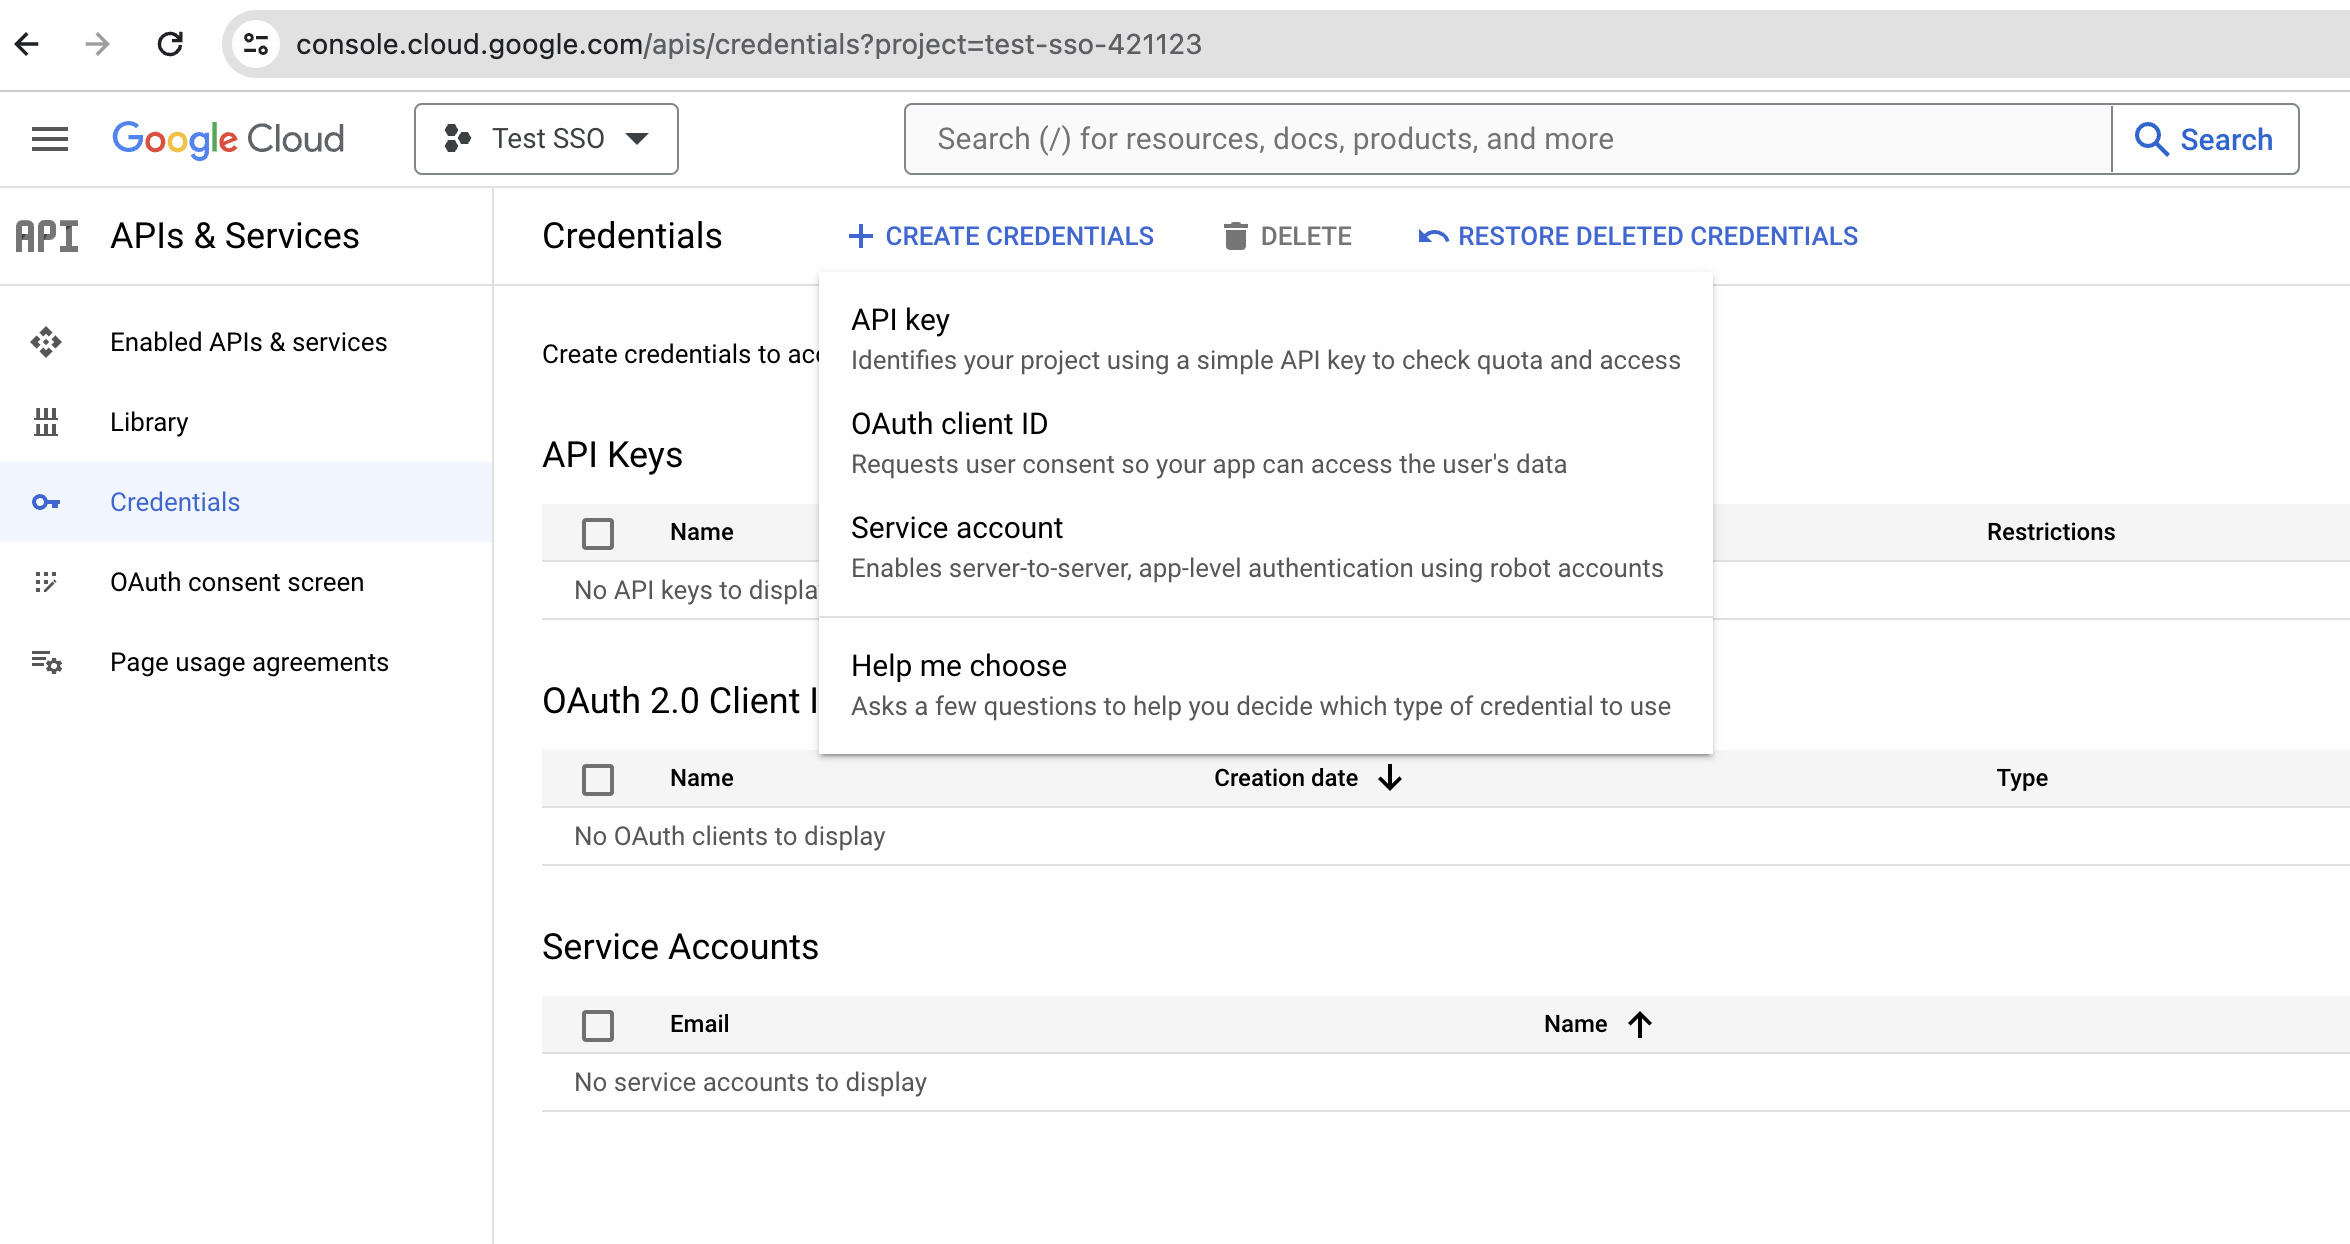 console.cloud.google.com/apis/credentials?project=test-sso-421123
Google Cloud
Test SSO
Search (/) for resources, docs, products, and more
Search
API
APIs & Services
Enabled APIs & services
Library
Credentials
OAuth consent screen
Page usage agreements
Credentials
CREATE CREDENTIALS
DELETE
RESTORE DELETED CREDENTIALS
API key
Identifies your project using a simple API key to check quota and access
OAuth client ID
Requests user consent so your app can access the user's data
Service account
Enables server-to-server, app-level authentication using robot accounts
Help me choose
Asks a few questions to help you decide which type of credential to use
Create credentials to
API Keys
Name
Restrictions
No API keys to
OAuth 2.0 Client
Name
Creation date
Type
No OAuth clients to display
Service Accounts
Email
Name
No service accounts to display